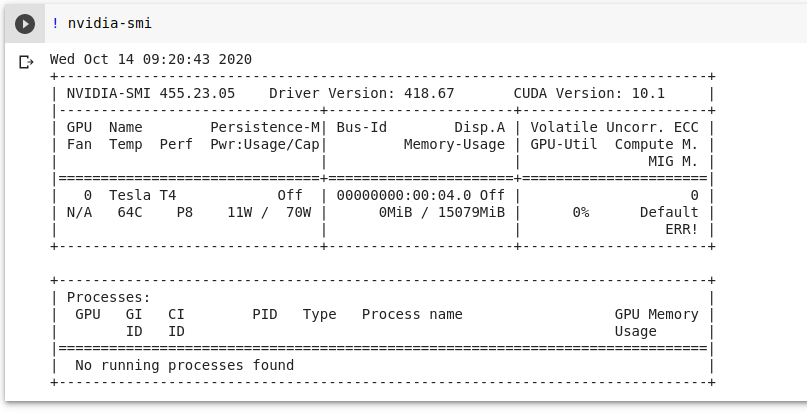 ! nvidia-smi
Wed Oct 14 09:20:43 2020
+-----------------------------------------------------------------------------+
| NVIDIA-SMI 455.23.05    Driver Version: 418.67       CUDA Version: 10.1     |
|-------------------------------+----------------------+----------------------+
| GPU  Name        Persistence-M| Bus-Id        Disp.A | Volatile Uncorr. ECC |
| Fan  Temp  Perf  Pwr:Usage/Cap|         Memory-Usage | GPU-Util  Compute M. |
|                               |                      |               MIG M. |
|===============================+======================+======================|
|   0  Tesla T4            Off  | 00000000:00:04.0 Off |                    0 |
| N/A   64C    P8    11W /  70W |      0MiB / 15079MiB |      0%      Default |
|                               |                      |                 ERR! |
+-------------------------------+----------------------+----------------------+

+-----------------------------------------------------------------------------+
| Processes:                                                                  |
|  GPU   GI   CI        PID   Type   Process name                  GPU Memory |
|        ID   ID                                                   Usage      |
|=============================================================================|
|  No running processes found                                                 |
+-----------------------------------------------------------------------------+